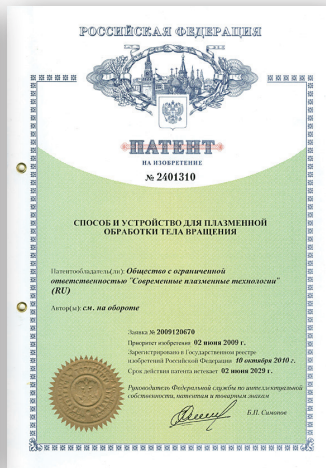 РОССИЙСКАЯ ФЕДЕРАЦИЯ
ПАТЕНТ
НА ИЗОБРЕТЕНИЕ
№ 2401310
СПОСОБ И УСТРОЙСТВО ДЛЯ ПЛАЗМЕННОЙ
ОБРАБОТКИ ТЕЛА ВРАЩЕНИЯ
Патентообладатель(ли): Общество с ограниченной
ответственностью "Современные плазменные технологии"
(RU)
Автор(ы): см. на обороте
Заявка № 2009120670
Приоритет изобретения 02 июня 2009 г.
Зарегистрировано в Государственном реестре
изобретений Российской Федерации 10 октября 2010 г.
Срок действия патента истекает 02 июня 2029 г.
Руководитель Федеральной службы по интеллектуальной
собственности, патентам и товарным знакам
Б.П. Симонов